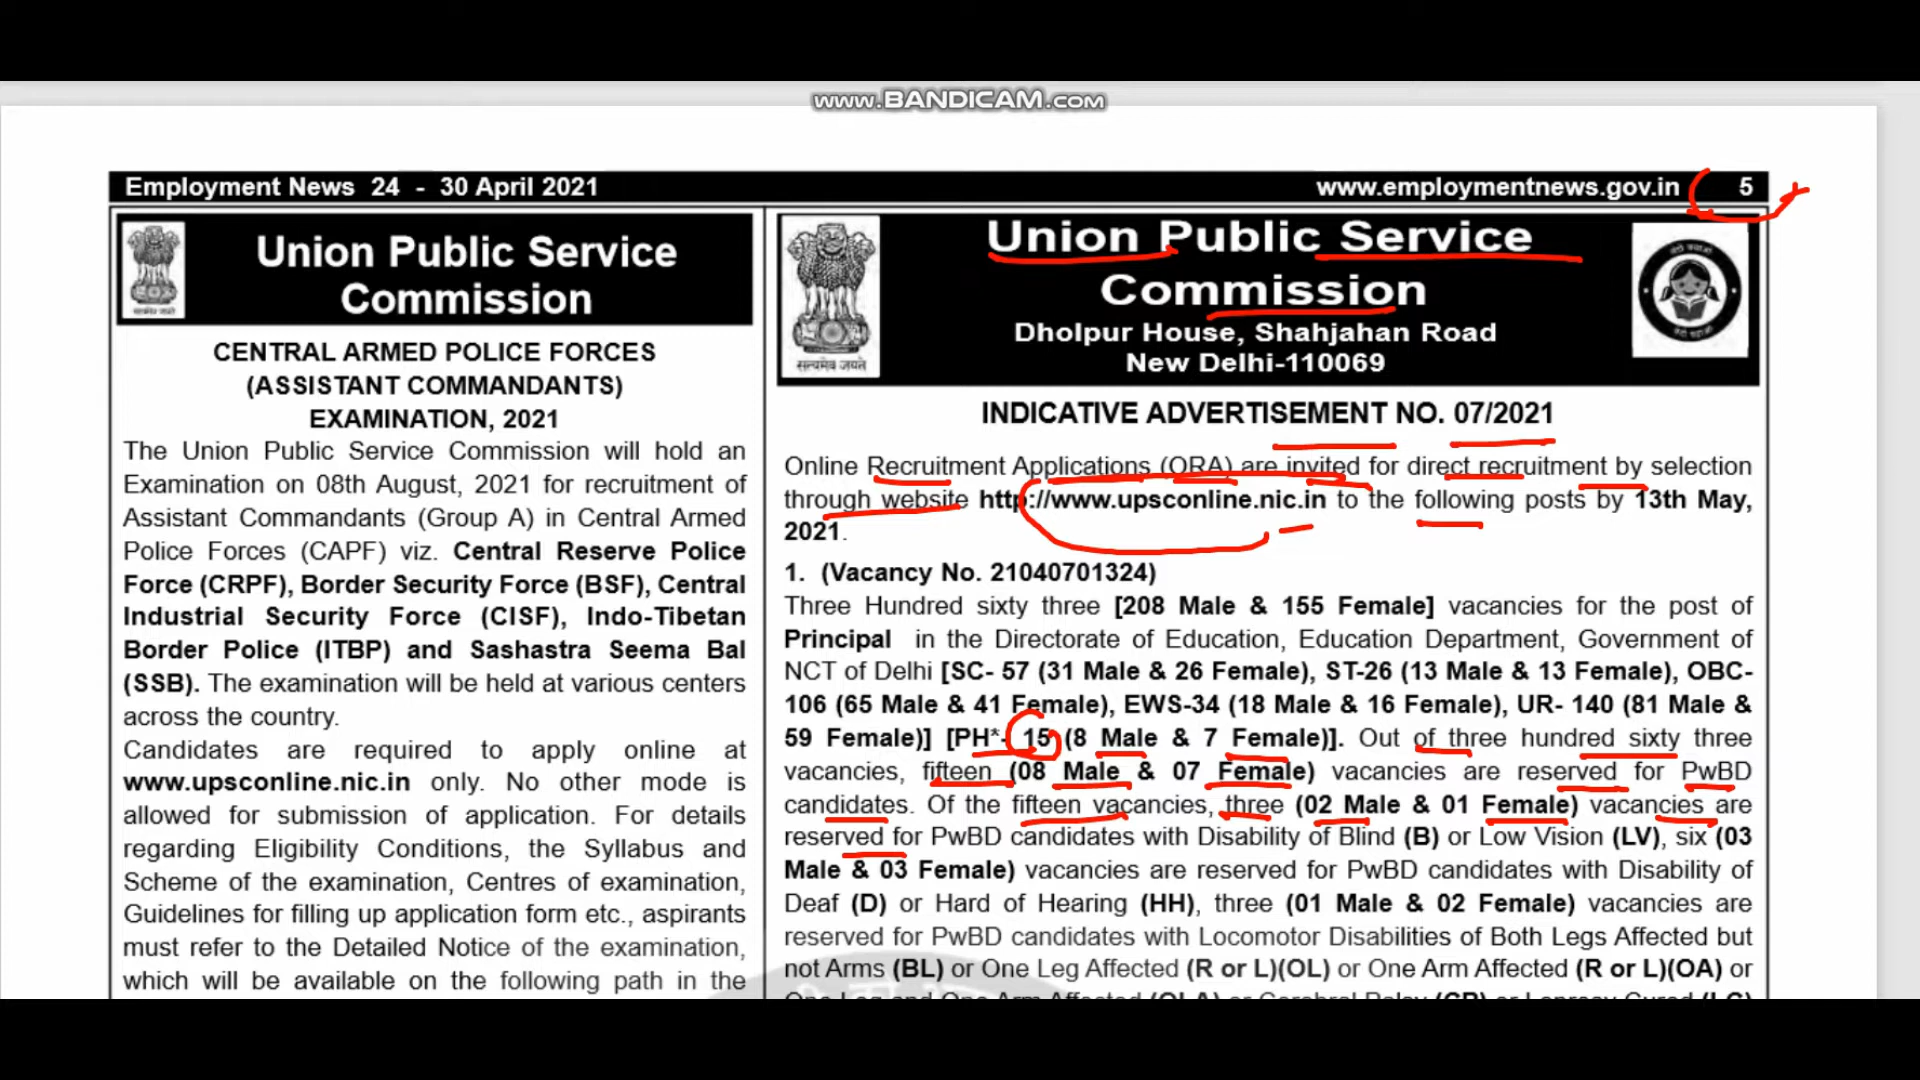 www.BANDICAM.com
Employment News 24 - 30 April 2021
www.employmentnews.gov.in 5
Union Public Service
Commission
CENTRAL ARMED POLICE FORCES
(ASSISTANT COMMANDANTS)
EXAMINATION, 2021
The Union Public Service Commission will hold an
Examination on 08th August, 2021 for recruitment of
Assistant Commandants (Group A) in Central Armed
Police Forces (CAPF) viz. Central Reserve Police
Force (CRPF), Border Security Force (BSF), Central
Industrial Security Force (CISF), Indo-Tibetan
Border Police (ITBP) and Sashastra Seema Bal
(SSB). The examination will be held at various centers
across the country.
Candidates are required to apply online at
www.upsconline.nic.in only. No other mode is
allowed for submission of application. For details
regarding Eligibility Conditions, the Syllabus and
Scheme of the examination, Centres of examination,
Guidelines for filling up application form etc., aspirants
must refer to the Detailed Notice of the examination,
which will be available on the following path in the
Union Public Service
Commission
Dholpur House, Shahjahan Road
New Delhi-110069
सत्यमेव जयते
INDICATIVE ADVERTISEMENT NO. 07/2021
Online Recruitment Applications (ORA) are invited for direct recruitment by selection
through website http://www.upsconline.nic.in to the following posts by 13th May,
2021.
1. (Vacancy No. 21040701324)
Three Hundred sixty three [208 Male & 155 Female] vacancies for the post of
Principal in the Directorate of Education, Education Department, Government of
NCT of Delhi [SC- 57 (31 Male & 26 Female), ST-26 (13 Male & 13 Female), OBC-
106 (65 Male & 41 Female), EWS-34 (18 Male & 16 Female), UR- 140 (81 Male &
59 Female)] [PH*- 15 (8 Male & 7 Female)]. Out of three hundred sixty three
vacancies, fifteen (08 Male & 07 Female) vacancies are reserved for PwBD
candidates. Of the fifteen vacancies, three (02 Male & 01 Female) vacancies are
reserved for PwBD candidates with Disability of Blind (B) or Low Vision (LV), six (03
Male & 03 Female) vacancies are reserved for PwBD candidates with Disability of
Deaf (D) or Hard of Hearing (HH), three (01 Male & 02 Female) vacancies are
reserved for PwBD candidates with Locomotor Disabilities of Both Legs Affected but
not Arms (BL) or One Leg Affected (R or L)(OL) or One Arm Affected (R or L)(OA) or
One Leg and One Arm Affected (OLA) or Cerebral Palsy (CP) or Leprosy Cured (LC)